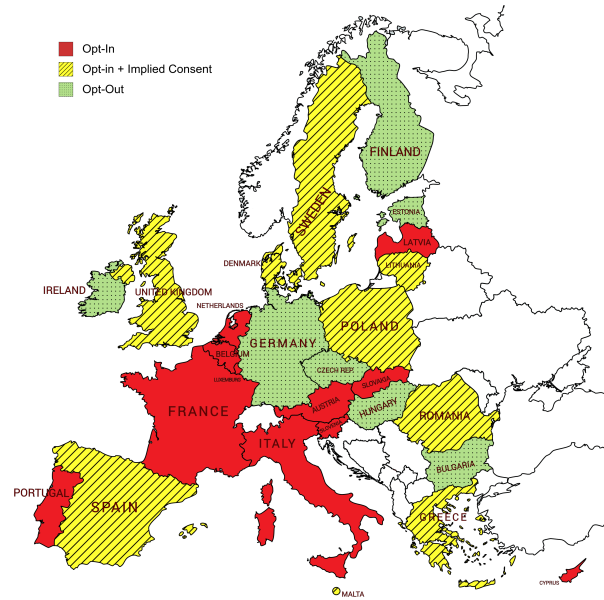 Opt-In
Opt-in + Implied Consent
Opt-Out
FINLAND
SWEDEN
ESTONIA
LATVIA
LITHUANIA
DENMARK
IRELAND
UNITED KINGDOM
NETHERLANDS
POLAND
GERMANY
BELGIUM
CZECH REP.
LUXEMBURG
SLOVAKIA
AUSTRIA
HUNGARY
FRANCE
ROMANIA
SLOVENIA
ITALY
BULGARIA
PORTUGAL
SPAIN
GREECE
CYPRUS
MALTA